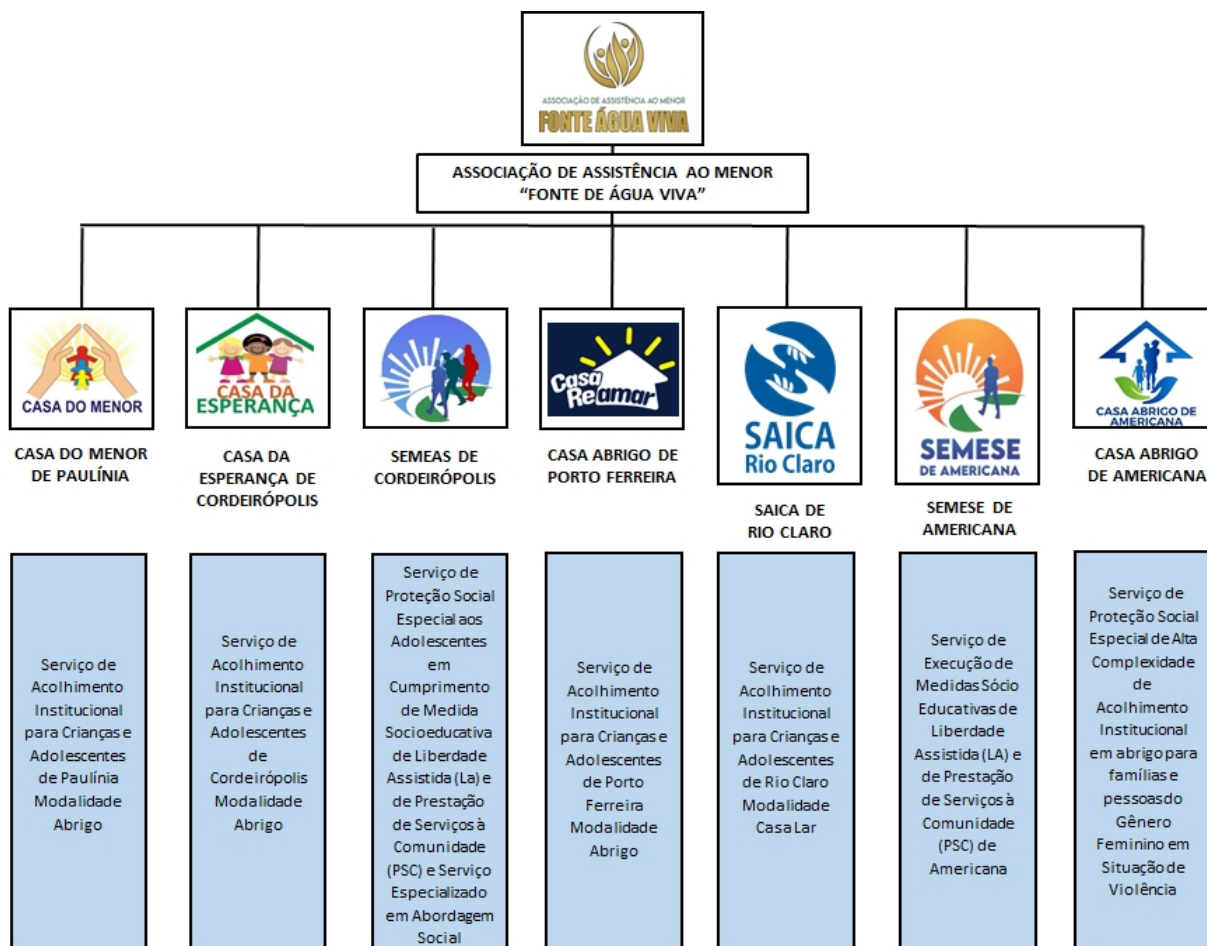 ASSOCIAÇÃO DE ASSISTÊNCIA AO MENOR
FONTE ÁGUA VIVA
ASSOCIAÇÃO DE ASSISTÊNCIA AO MENOR
“FONTE DE ÁGUA VIVA”
CASA DO MENOR
CASA DO MENOR
DE PAULÍNIA
Serviço de
Acolhimento
Institucional
para Crianças e
Adolescentes
de Paulínia
Modalidade
Abrigo
CASA DA
ESPERANÇA
CASA DA
ESPERANÇA DE
CORDEIRÓPOLIS
Serviço de
Acolhimento
Institucional
para Crianças e
Adolescentes
de
Cordeirópolis
Modalidade
Abrigo
SEMEAS DE
CORDEIRÓPOLIS
Serviço de
Proteção Social
Especial aos
Adolescentes
em
Cumprimento
de Medida
Socioeducativa
de Liberdade
Assistida (La) e
de Prestação
de Serviços à
Comunidade
(PSC) e Serviço
Especializado
em Abordagem
Social
Casa
Reamar
CASA ABRIGO DE
PORTO FERREIRA
Serviço de
Acolhimento
Institucional
para Crianças e
Adolescentes
de Porto
Ferreira
Modalidade
Abrigo
SAICA
Rio Claro
SAICA DE
RIO CLARO
Serviço de
Acolhimento
Institucional
para Crianças e
Adolescentes
de Rio Claro
Modalidade
Casa Lar
SEMESE
DE AMERICANA
SEMESE DE
AMERICANA
Serviço de
Execução de
Medidas Sócio
Educativas de
Liberdade
Assistida (LA) e
de Prestação
de Serviços à
Comunidade
(PSC) de
Americana
CASA ABRIGO DE
AMERICANA
CASA ABRIGO
DE AMERICANA
Serviço de
Proteção Social
Especial de Alta
Complexidade
de
Acolhimento
Institucional
em abrigo para
famílias e
pessoas do
Gênero
Feminino em
Situação de
Violência